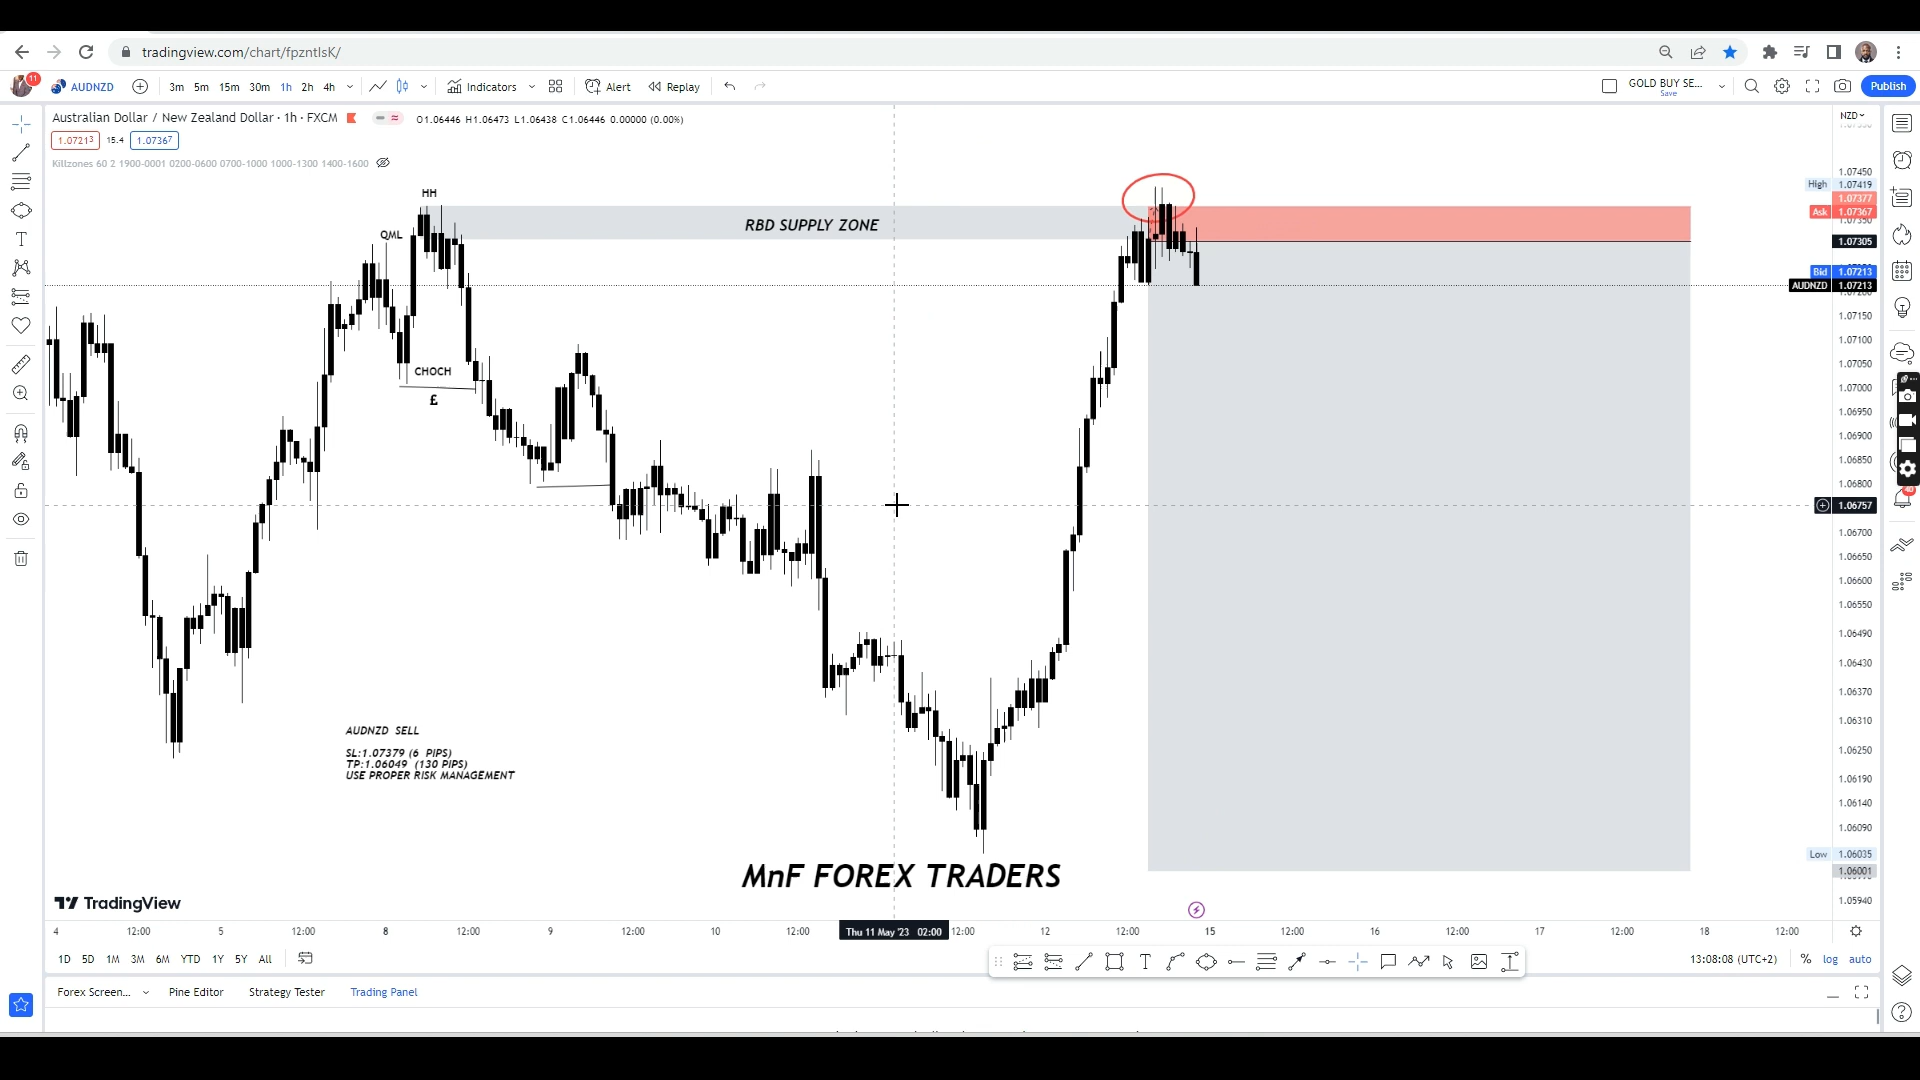 tradingview.com/chart/fpzntIsK/
11
AUDNZD
3m 5m 15m 30m 1h 2h 4h
Indicators
Alert
Replay
GOLD BUY SE...
Save
Publish
Australian Dollar / New Zealand Dollar · 1h · FXCM
O1.06446 H1.06473 L1.06438 C1.06446 0.00000 (0.00%)
NZD
1.07213 15.4 1.07367
Killzones 60 2 1900-0001 0200-0600 0700-1000 1000-1300 1400-1600
HH
QML
RBD SUPPLY ZONE
CHOCH
£
1.07450
High 1.07419
1.07377
Ask 1.07367
1.07305
Bid 1.07213
AUDNZD 1.07213
1.07150
1.07100
1.07050
1.07000
1.06950
1.06900
1.06850
1.06800
1.06757
1.06700
1.06650
1.06600
1.06550
1.06490
1.06430
1.06370
1.06310
1.06250
1.06190
1.06140
1.06090
Low 1.06035
1.06001
1.05940
AUDNZD SELL
SL:1.07379 (6 PIPS)
TP:1.06049 (130 PIPS)
USE PROPER RISK MANAGEMENT
MnF FOREX TRADERS
TradingView
4 12:00 5 12:00 8 12:00 9 12:00 10 12:00 Thu 11 May '23 02:00 12:00 12 12:00 15 12:00 16 12:00 17 12:00 18 12:00
1D 5D 1M 3M 6M YTD 1Y 5Y All
13:08:08 (UTC+2) % log auto
Forex Screen... Pine Editor Strategy Tester Trading Panel